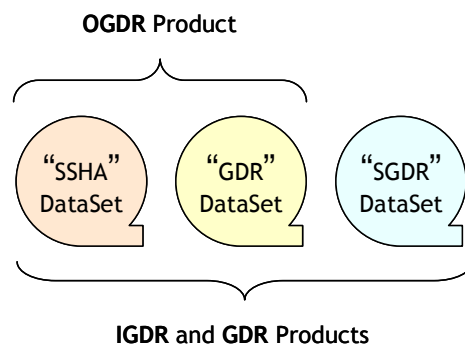 OGDR Product
“SSHA”
DataSet
“GDR”
DataSet
“SGDR”
DataSet
IGDR and GDR Products